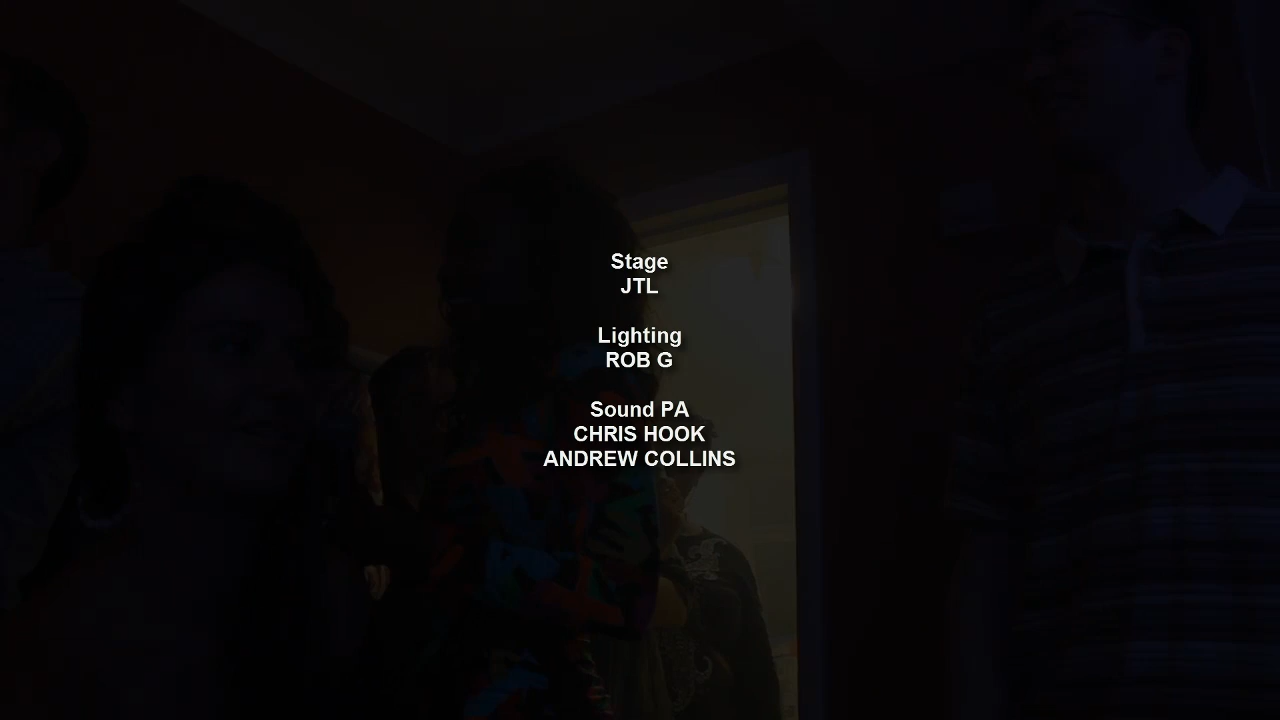 Stage
JTL
Lighting
ROB G
Sound PA
CHRIS HOOK
ANDREW COLLINS